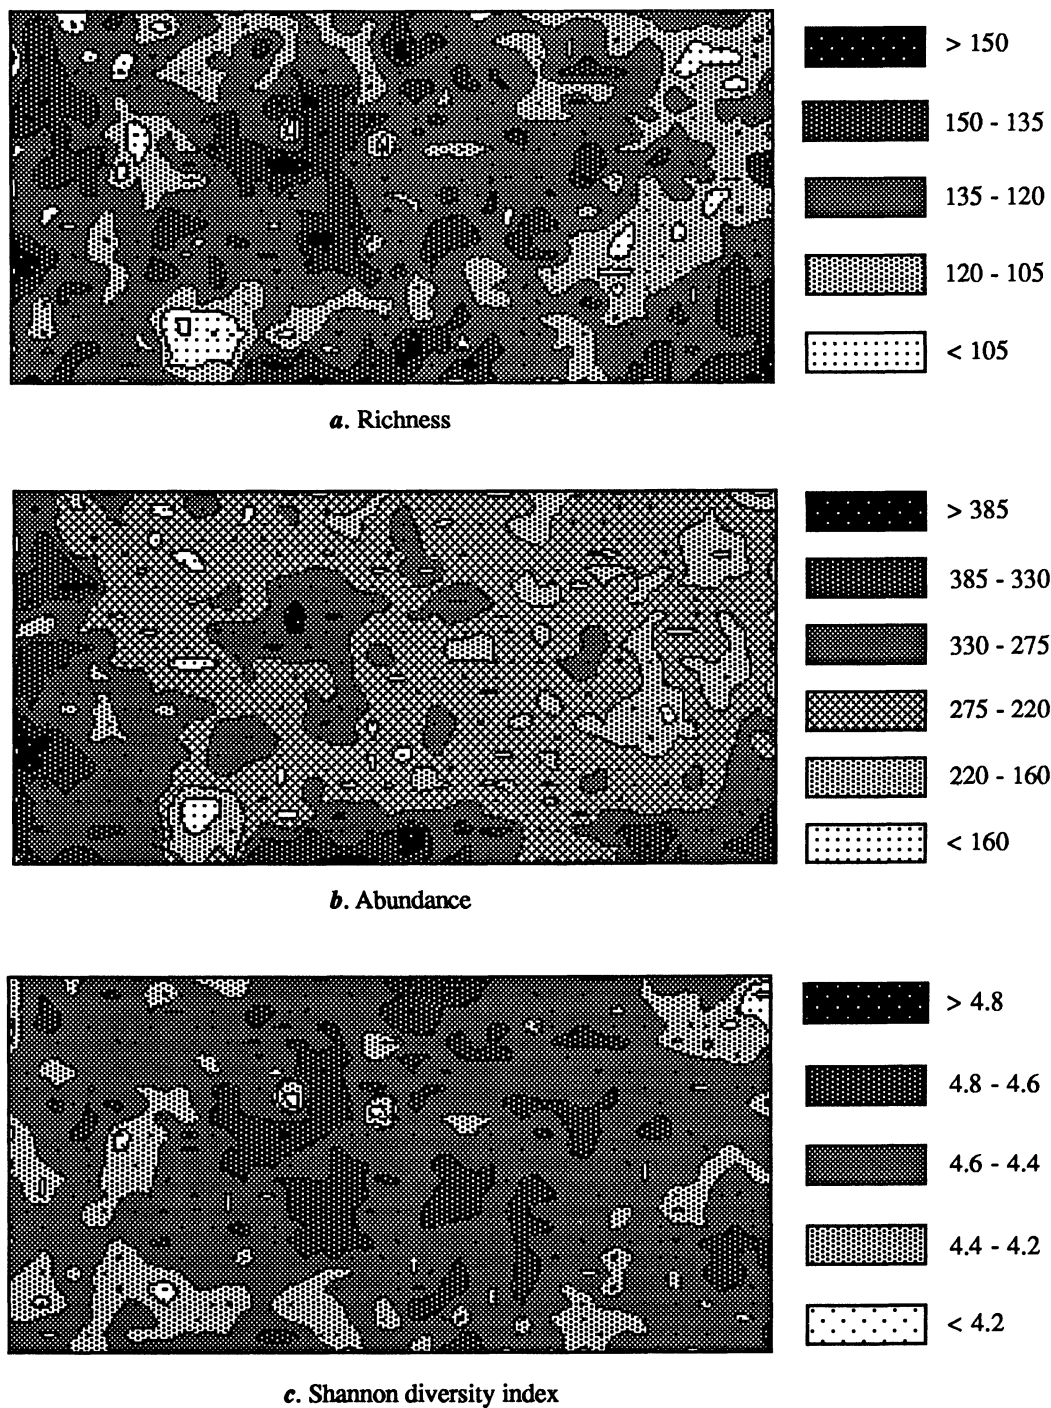 > 150
150 - 135
135 - 120
120 - 105
< 105
a. Richness
> 385
385 - 330
330 - 275
275 - 220
220 - 160
< 160
b. Abundance
> 4.8
4.8 - 4.6
4.6 - 4.4
4.4 - 4.2
< 4.2
c. Shannon diversity index